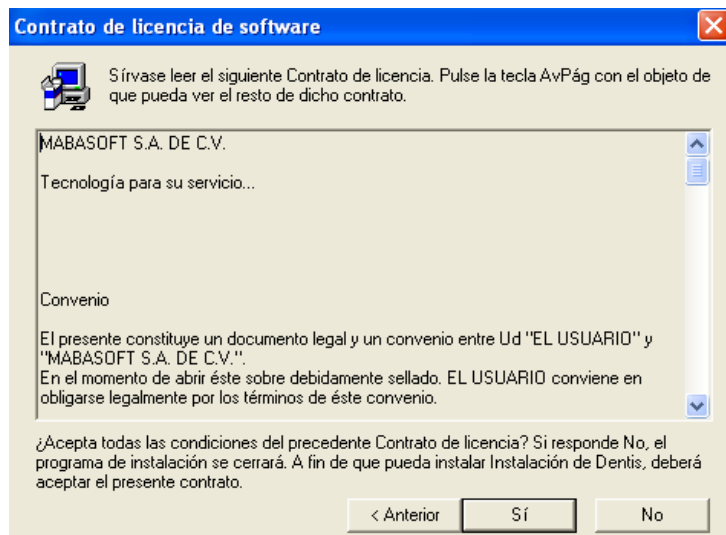 Contrato de licencia de software
Sírvase leer el siguiente Contrato de licencia. Pulse la tecla AvPág con el objeto de
que pueda ver el resto de dicho contrato.
MABASOFT S.A. DE C.V.
Tecnología para su servicio...
Convenio
El presente constituye un documento legal y un convenio entre Ud "EL USUARIO" y
"MABASOFT S.A. DE C.V.".
En el momento de abrir éste sobre debidamente sellado. EL USUARIO conviene en
obligarse legalmente por los términos de éste convenio.
¿Acepta todas las condiciones del precedente Contrato de licencia? Si responde No, el
programa de instalación se cerrará. A fin de que pueda instalar Instalación de Dentis, deberá
aceptar el presente contrato.
< Anterior Sí No